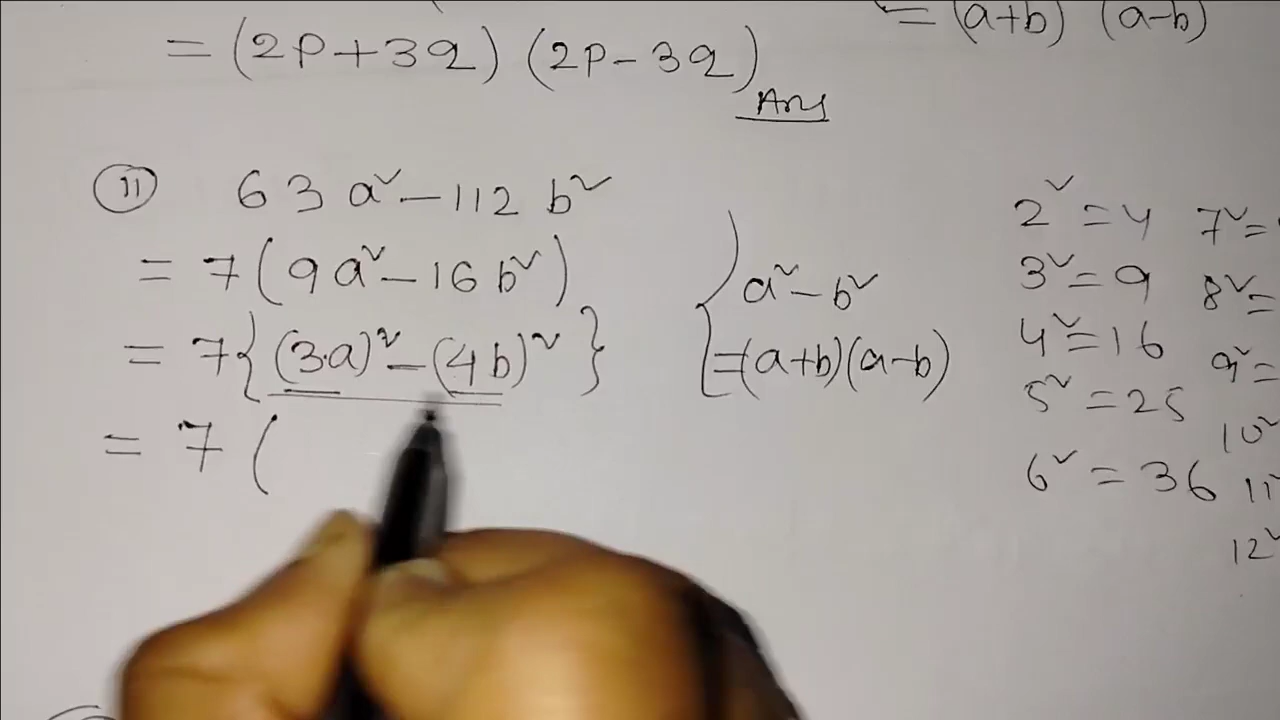 = (a+b) (a-b)
= (2p+3q) (2p-3q)
Ans
(11) 63a²-112b²
= 7(9a²-16b²)
= 7{(3a)²-(4b)²}
= 7(
a²-b²
=(a+b)(a-b)
2²=4
3²=9
4²=16
5²=25
6²=36
7²=
8²=
9²=
10²
11²
12²